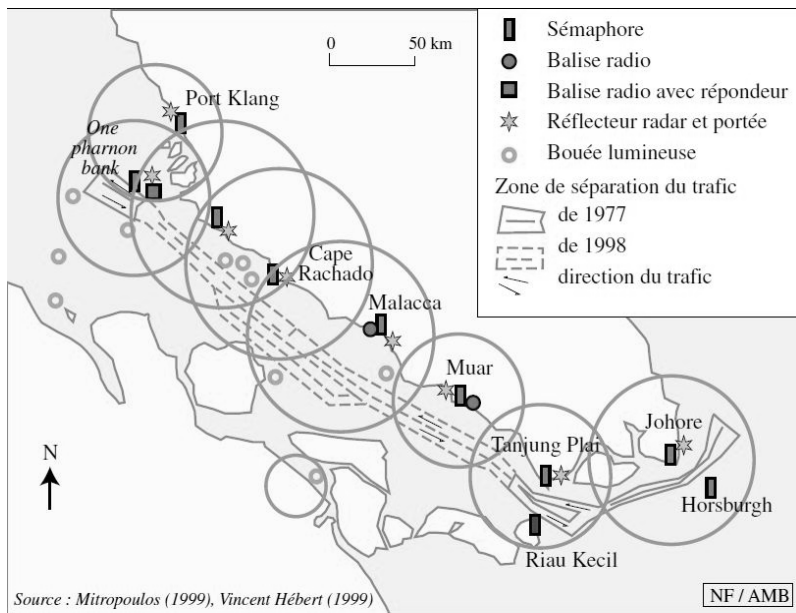 0 50 km
Sémaphore
Balise radio
Balise radio avec répondeur
Réflecteur radar et portée
Bouée lumineuse
Zone de séparation du trafic
de 1977
de 1998
direction du trafic
Port Klang
One
pharnon
bank
Cape
Rachado
Malacca
Muar
Tanjung Plai
Johore
Horsburgh
Riau Kecil
N
Source : Mitropoulos (1999), Vincent Hébert (1999)
NF / AMB